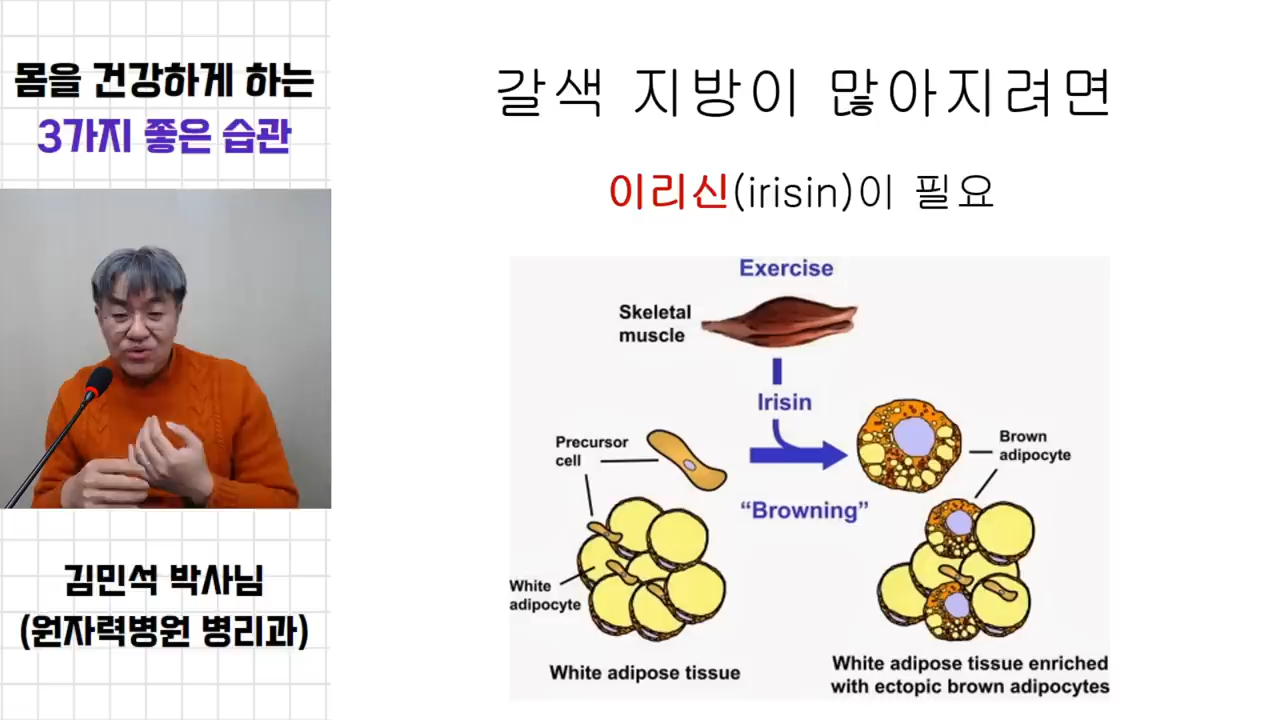 몸을 건강하게 하는
3가지 좋은 습관
김민석 박사님
(원자력병원 병리과)
갈색 지방이 많아지려면
이리신(irisin)이 필요
Exercise
Skeletal
muscle
Irisin
Precursor
cell
Brown
adipocyte
“Browning”
White
adipocyte
White adipose tissue
White adipose tissue enriched
with ectopic brown adipocytes